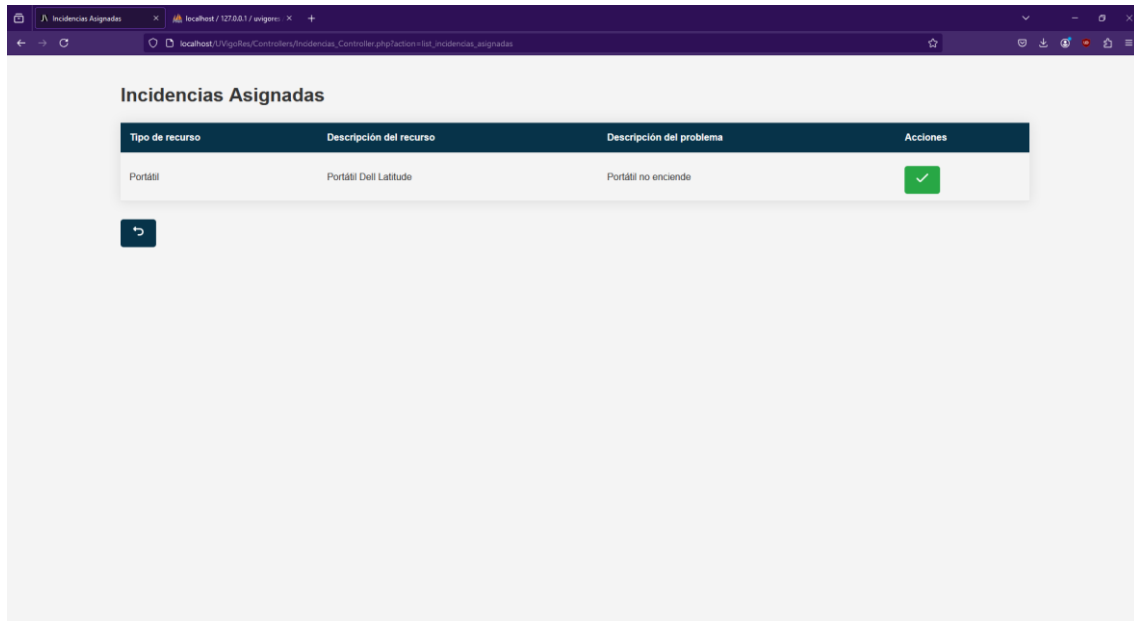 Incidencias Asignadas
localhost / 127.0.0.1 / uvigores
localhost/UVigoRes/Controllers/Incidencias_Controller.php?action=list_incidencias_asignadas
Incidencias Asignadas
Tipo de recurso Descripción del recurso Descripción del problema Acciones
Portátil Portátil Dell Latitude Portátil no enciende